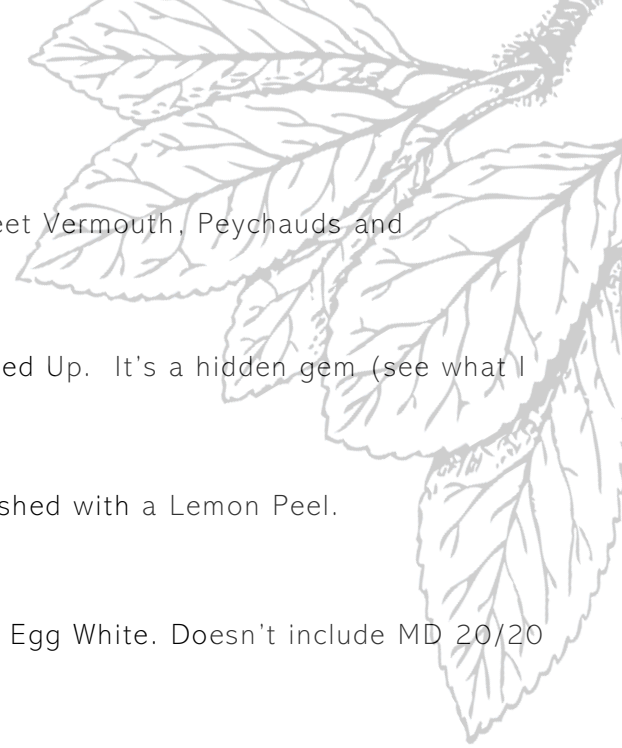 eet Vermouth, Peychauds and
ed Up. It's a hidden gem (see what I
shed with a Lemon Peel.
Egg White. Doesn't include MD 20/20